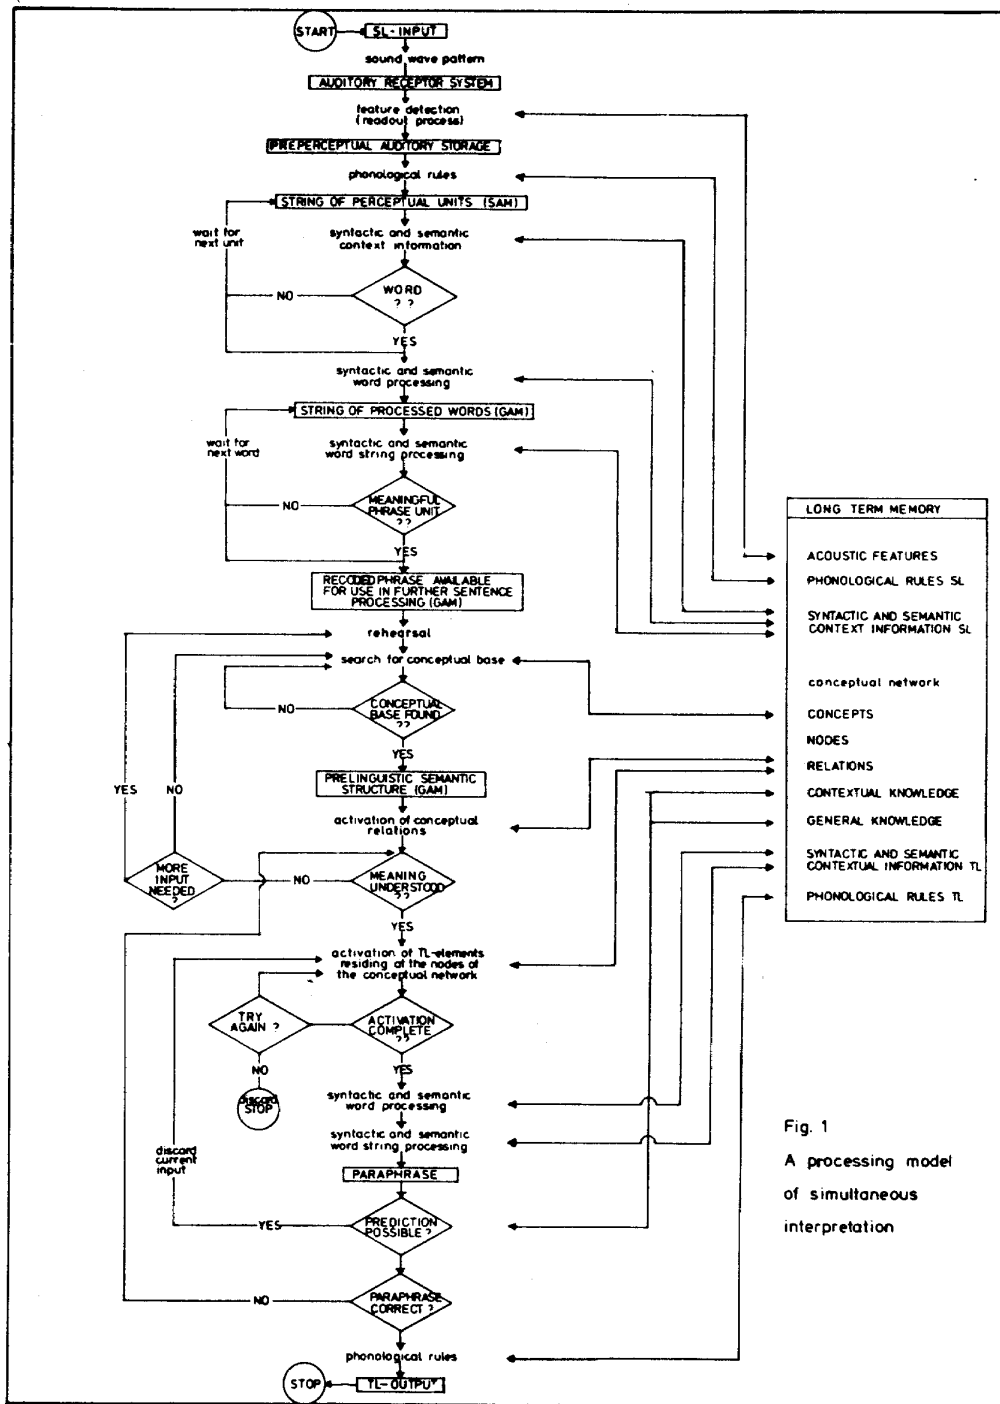 START
SL-INPUT
sound wave pattern
AUDITORY RECEPTOR SYSTEM
feature detection
(readout process)
PREPERCEPTUAL AUDITORY STORAGE
phonological rules
STRING OF PERCEPTUAL UNITS (SAM)
wait for
next unit
syntactic and semantic
context information
WORD
? ?
NO
YES
syntactic and semantic
word processing
STRING OF PROCESSED WORDS (GAM)
wait for
next word
syntactic and semantic
word string processing
MEANINGFUL
PHRASE UNIT
??
NO
YES
RECODED PHRASE AVAILABLE
FOR USE IN FURTHER SENTENCE
PROCESSING (GAM)
rehearsal
search for conceptual base
CONCEPTUAL
BASE FOUND
??
NO
YES
PRELINGUISTIC SEMANTIC
STRUCTURE (GAM)
YES
NO
activation of conceptual
relations
MORE
INPUT
NEEDED
?
NO
MEANING
UNDERSTOOD
??
YES
activation of TL-elements
residing at the nodes of
the conceptual network
TRY
AGAIN ?
ACTIVATION
COMPLETE
??
NO
YES
discard
STOP
syntactic and semantic
word processing
syntactic and semantic
word string processing
discard
current
input
PARAPHRASE
YES
PREDICTION
POSSIBLE ?
NO
PARAPHRASE
CORRECT ?
phonological rules
STOP
TL-OUTPUT
LONG TERM MEMORY
ACOUSTIC FEATURES
PHONOLOGICAL RULES SL
SYNTACTIC AND SEMANTIC
CONTEXT INFORMATION SL
conceptual network
CONCEPTS
NODES
RELATIONS
CONTEXTUAL KNOWLEDGE
GENERAL KNOWLEDGE
SYNTACTIC AND SEMANTIC
CONTEXTUAL INFORMATION TL
PHONOLOGICAL RULES TL
Fig. 1
A processing model
of simultaneous
interpretation